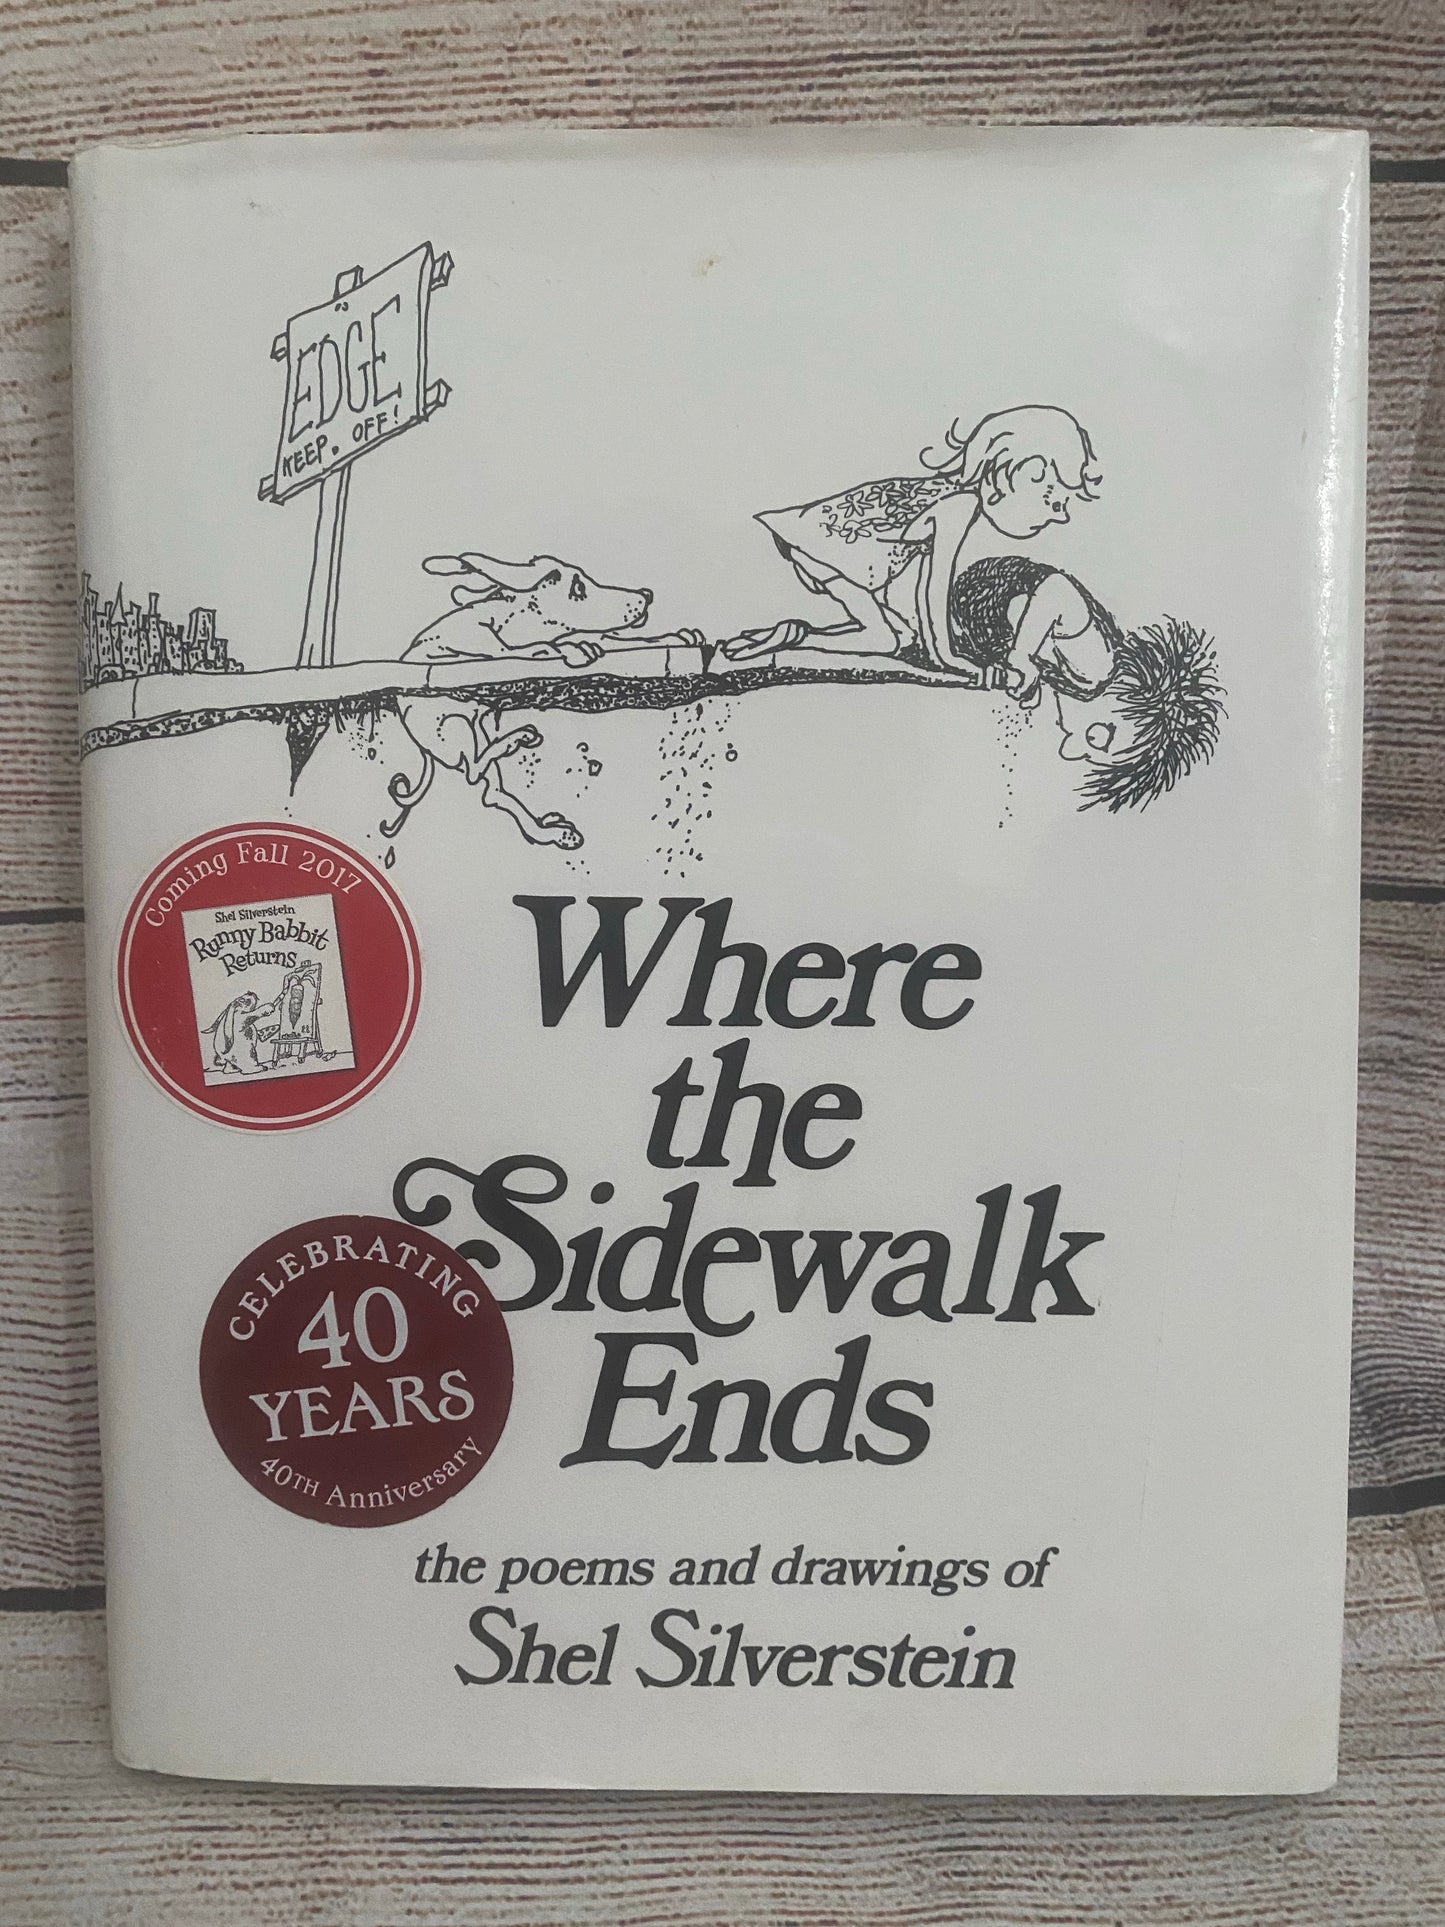 EDGE
KEEP. OFF!
Coming Fall 2017
Shel Silverstein
Runny Babbit
Returns
Where
the
Sidewalk
Ends
CELEBRATING
40
YEARS
40TH Anniversary
the poems and drawings of
Shel Silverstein